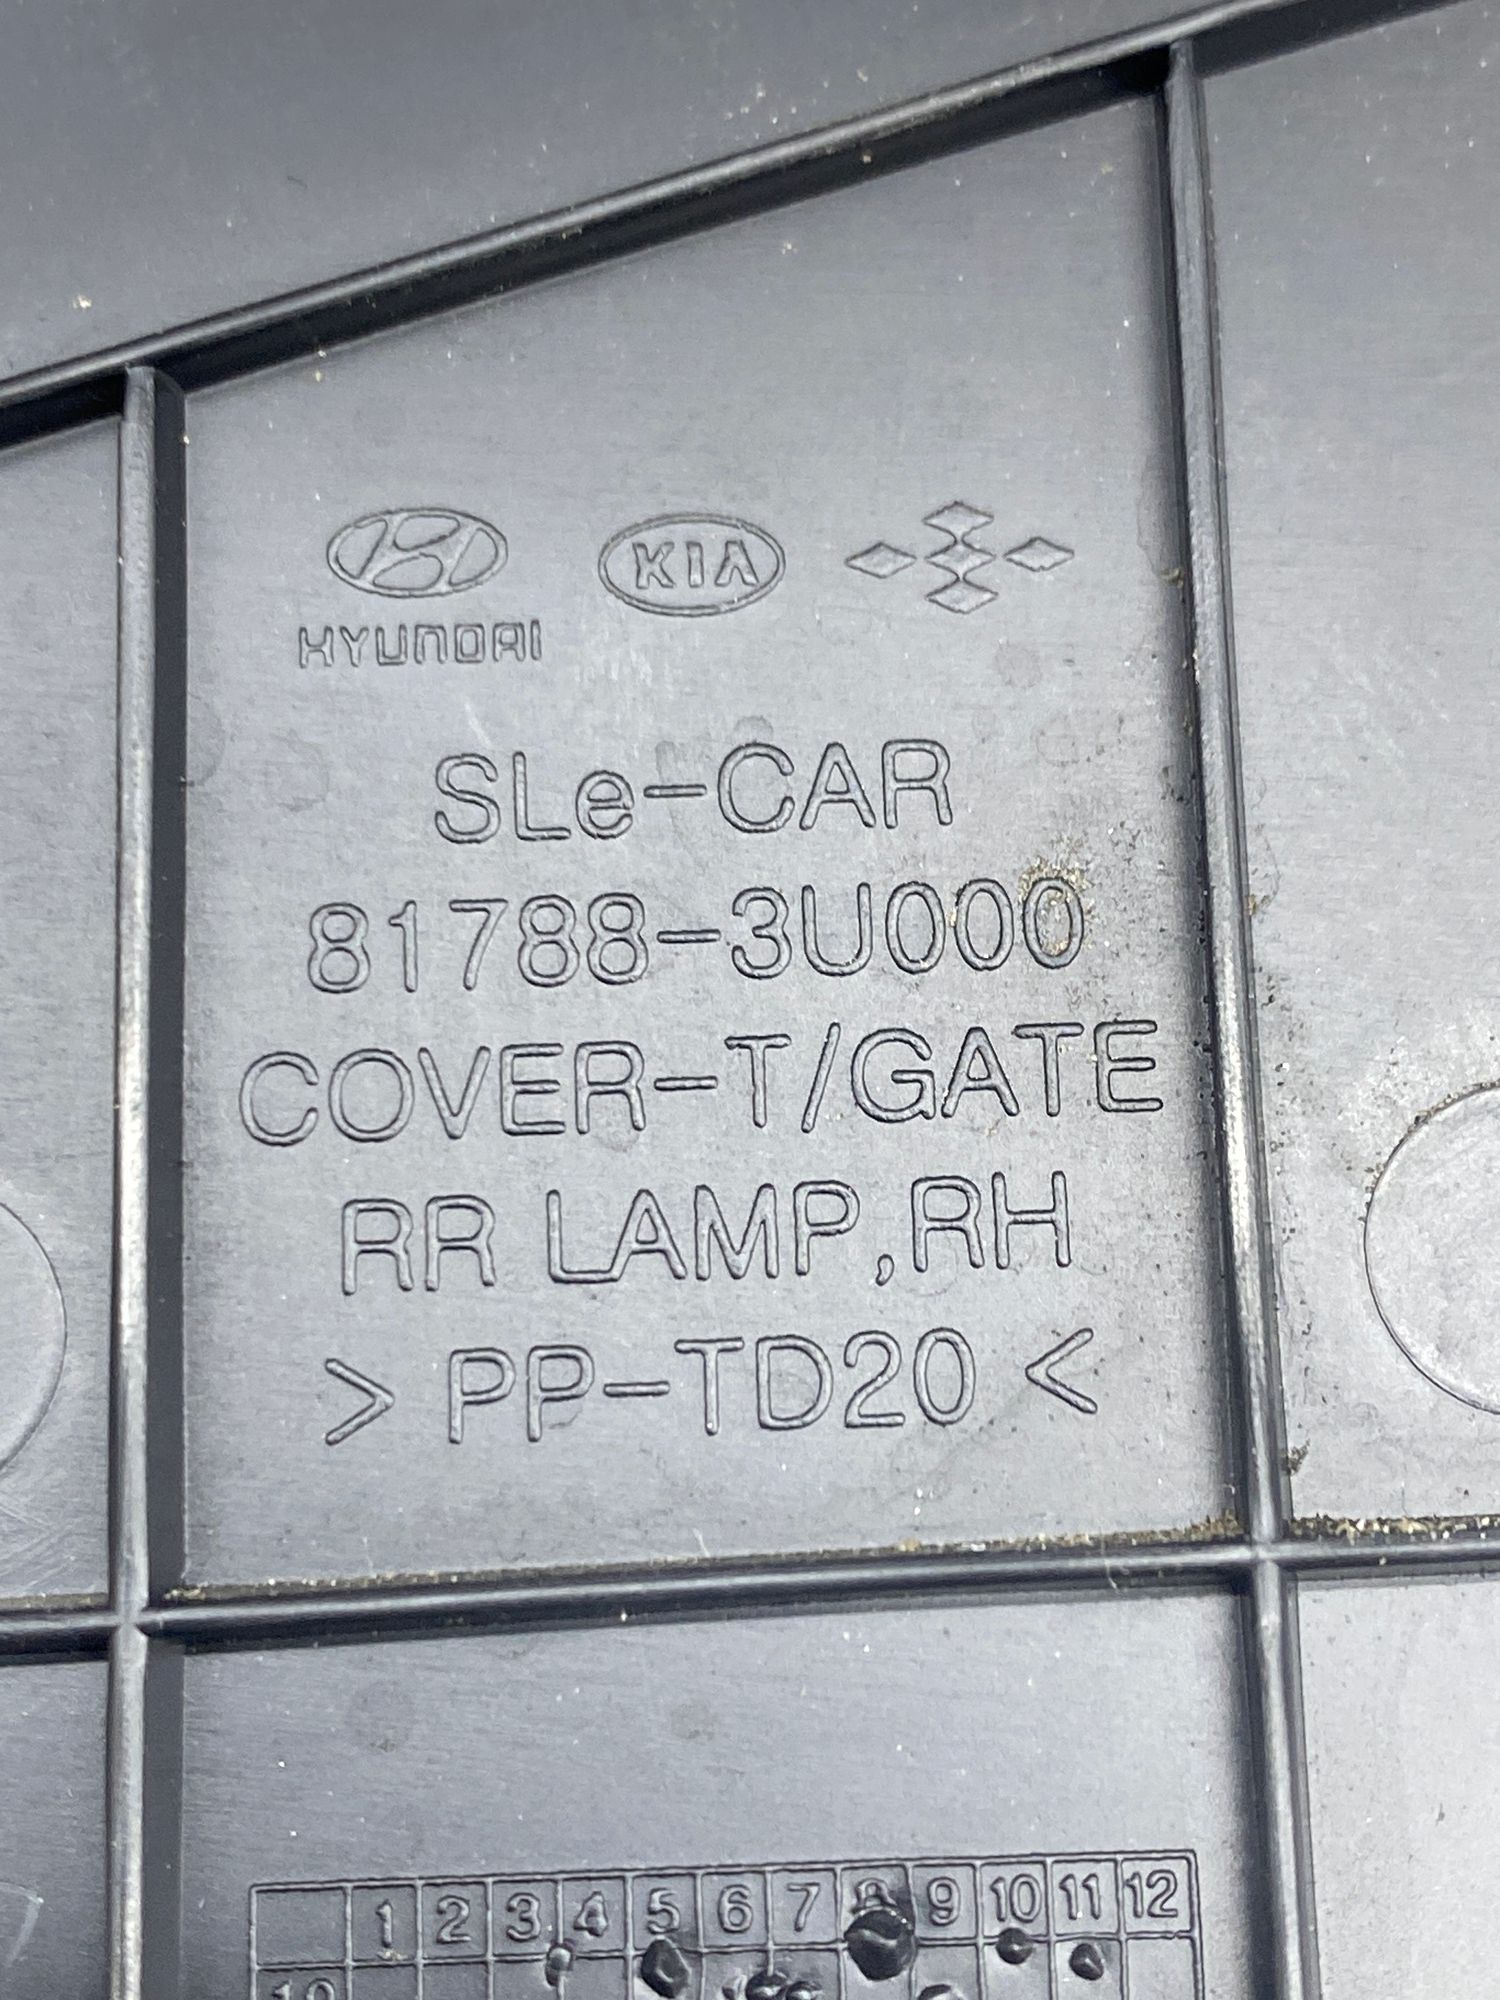 HYUNDAI KIA
SLe-CAR
81788-3U000
COVER-T/GATE
RR LAMP,RH
> PP-TD20 <
1 2 3 4 5 6 7 8 9 10 11 12